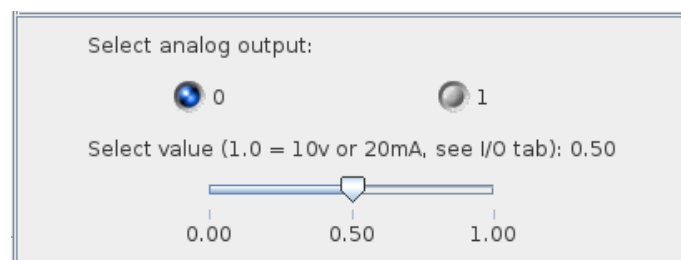 Select analog output:
0 1
Select value (1.0 = 10v or 20mA, see I/O tab): 0.50
0.00 0.50 1.00